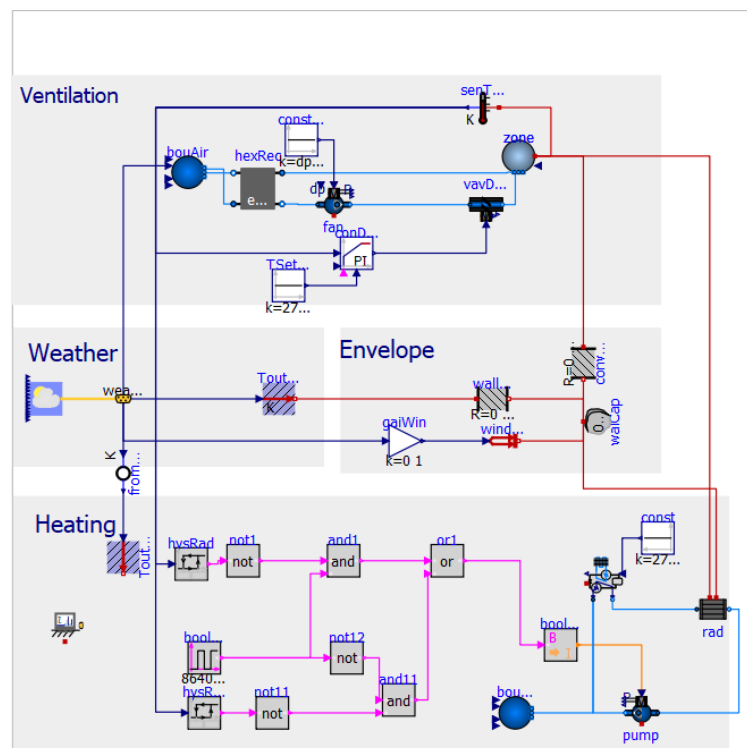 Ventilation
senT...
K
const...
k=dp...
zone
bouAir
hexReg
e...
dp
P
M
vavD...
M
fan
conD...
PI
TSet...
k=27...
Weather
Envelope
conv...
R=0...
wea...
Tout...
K
wall...
R=0 ...
walCap
0...
gaiWin
k=0 1
wind...
K
from...
Heating
Tout...
const
k=27...
hysRad
not1
not
and1
and
or1
or
rad
bool...
8640...
not12
not
bool...
B
I
and11
and
hysR...
not11
not
bou...
P
M
pump